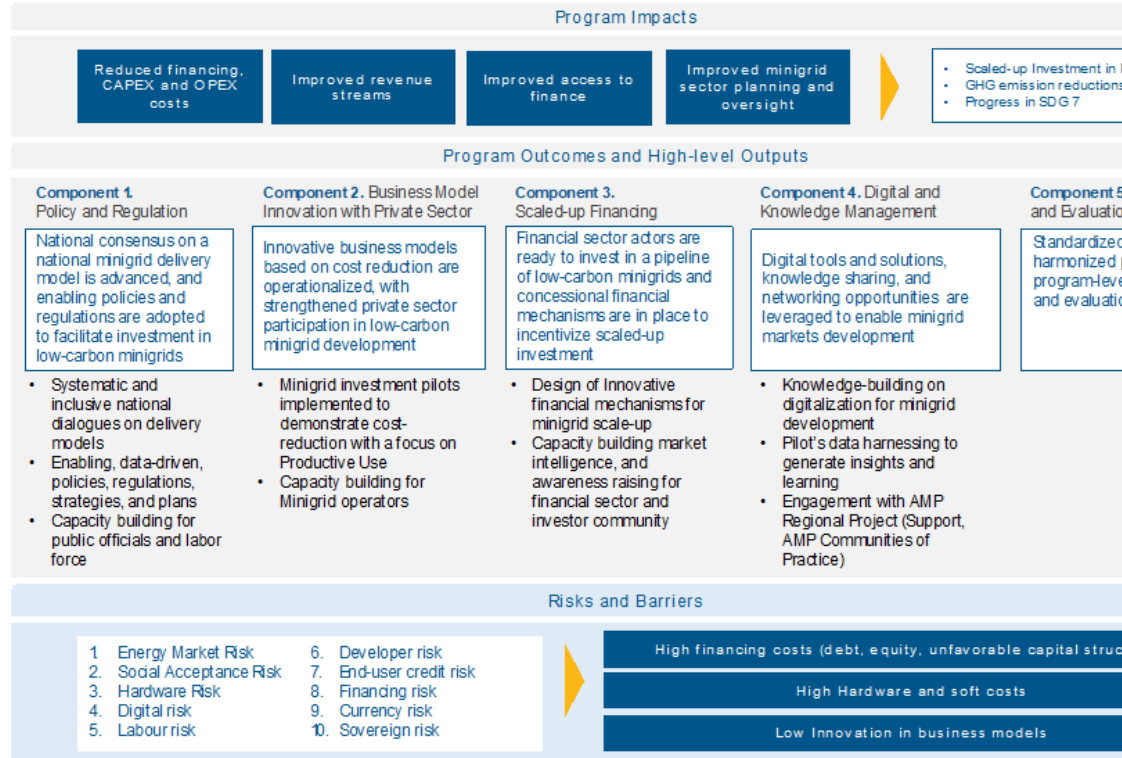 Program Impacts
Reduced financing,
CAPEX and OPEX
costs
Improved revenue
streams
Improved access to
finance
Improved minigrid
sector planning and
oversight
• Scaled-up Investment in
• GHG emission reductions
• Progress in SDG 7
Program Outcomes and High-level Outputs
Component 1.
Policy and Regulation
National consensus on a
national minigrid delivery
model is advanced, and
enabling policies and
regulations are adopted
to facilitate investment in
low-carbon minigrids
• Systematic and
inclusive national
dialogues on delivery
models
• Enabling, data-driven,
policies, regulations,
strategies, and plans
• Capacity building for
public officials and labor
force
Component 2. Business Model
Innovation with Private Sector
Innovative business models
based on cost reduction are
operationalized, with
strengthened private sector
participation in low-carbon
minigrid development
• Minigrid investment pilots
implemented to
demonstrate cost-
reduction with a focus on
Productive Use
• Capacity building for
Minigrid operators
Component 3.
Scaled-up Financing
Financial sector actors are
ready to invest in a pipeline
of low-carbon minigrids and
concessional financial
mechanisms are in place to
incentivize scaled-up
investment
• Design of Innovative
financial mechanisms for
minigrid scale-up
• Capacity building market
intelligence, and
awareness raising for
financial sector and
investor community
Component 4. Digital and
Knowledge Management
Digital tools and solutions,
knowledge sharing, and
networking opportunities are
leveraged to enable minigrid
markets development
• Knowledge-building on
digitalization for minigrid
development
• Pilot's data harnessing to
generate insights and
learning
• Engagement with AMP
Regional Project (Support,
AMP Communities of
Practice)
Component 5
and
Standardized
harmonized
and
Risks and Barriers
1 Energy Market Risk
2. Social Acceptance Risk
3. Hardware Risk
4. Digital risk
5. Labour risk
6. Developer risk
7. End-user credit risk
8. Financing risk
9. Currency risk
10. Sovereign risk
High financing costs (debt, equity, unfavorable capital
High Hardware and soft costs
Low Innovation in business models